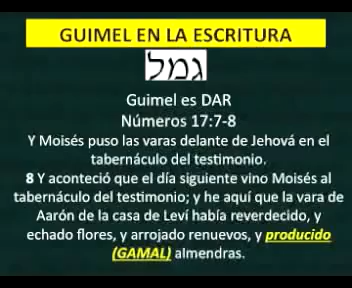 GUIMEL EN LA ESCRITURA
גמל
Guimel es DAR
Números 17:7-8
Y Moisés puso las varas delante de Jehová en el
tabernáculo del testimonio.
8 Y aconteció que el día siguiente vino Moisés al
tabernáculo del testimonio; y he aquí que la vara de
Aarón de la casa de Leví había reverdecido, y
echado flores, y arrojado renuevos, y producido
(GAMAL) almendras.